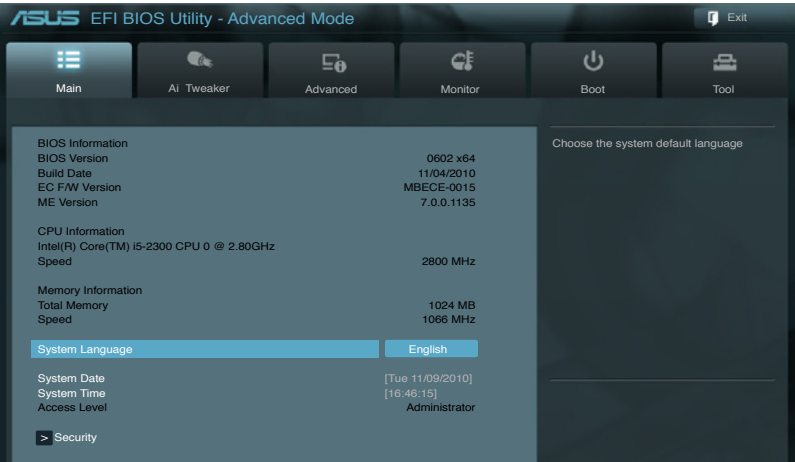 ASUS EFI BIOS Utility - Advanced Mode
Exit
Main Ai Tweaker Advanced Monitor Boot Tool
BIOS Information
BIOS Version 0602 x64
Build Date 11/04/2010
EC F/W Version MBECE-0015
ME Version 7.0.0.1135
CPU Information
Intel(R) Core(TM) i5-2300 CPU 0 @ 2.80GHz
Speed 2800 MHz
Memory Information
Total Memory 1024 MB
Speed 1066 MHz
System Language English
System Date [Tue 11/09/2010]
System Time [16:46:15]
Access Level Administrator
> Security
Choose the system default language